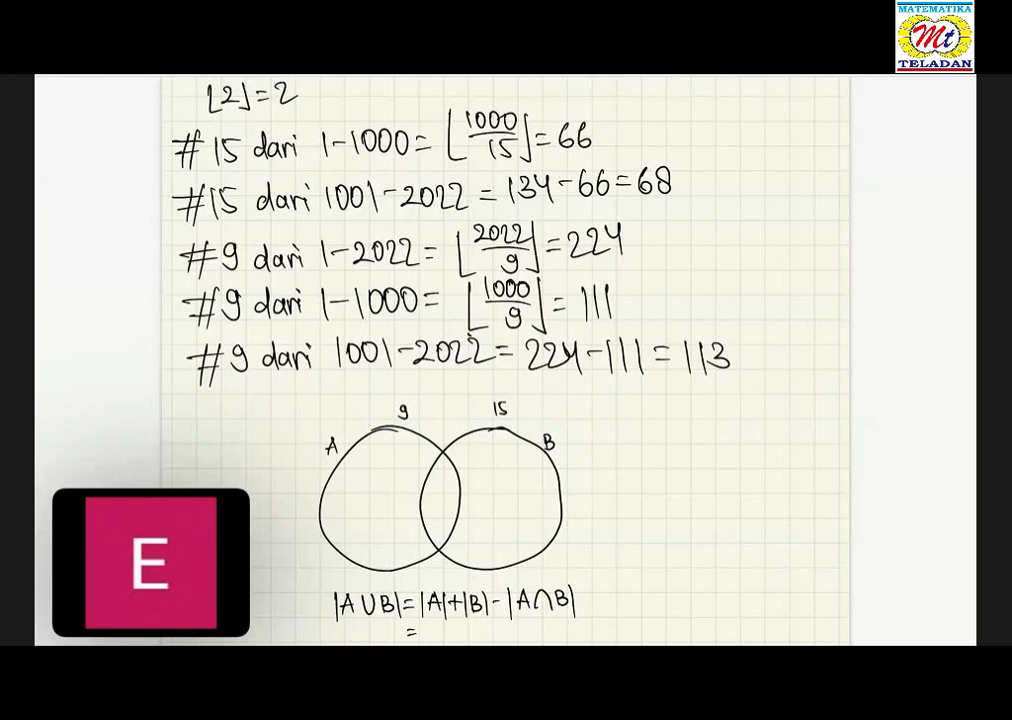 MATEMATIKA
Mt
TELADAN
⌊2⌋=2
#15 dari 1-1000=⌊1000/15⌋=66
#15 dari 1001-2022=134-66=68
#9 dari 1-2022=⌊2022/9⌋=224
#9 dari 1-1000=⌊1000/9⌋=111
#9 dari 1001-2022=224-111=113
9 15
A B
E
|A∪B|=|A|+|B|-|A∩B|
=